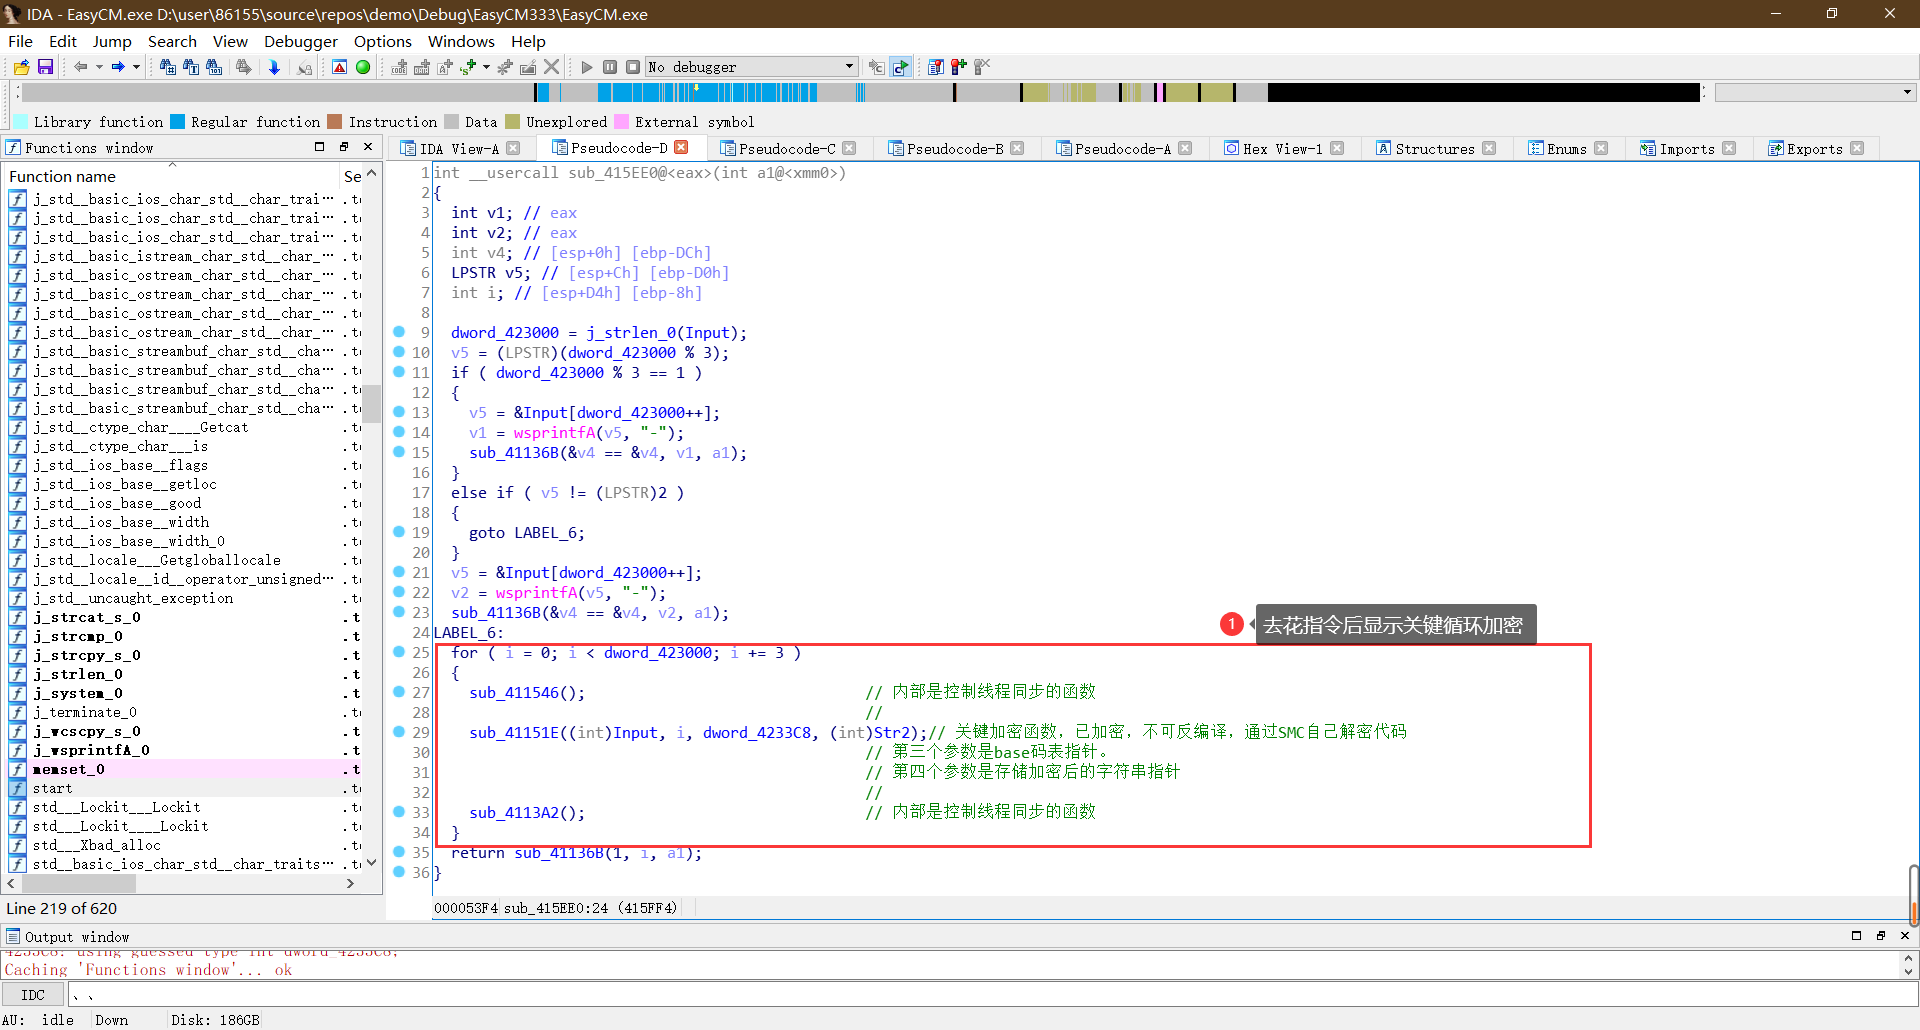 IDA - EasyCM.exe D:\user\86155\source\repos\demo\Debug\EasyCM333\EasyCM.exe
File Edit Jump Search View Debugger Options Windows Help
No debugger
Library function Regular function Instruction Data Unexplored External symbol
Functions window
IDA View-A Pseudocode-D Pseudocode-C Pseudocode-B Pseudocode-A Hex View-1 Structures Enums Imports Exports
Function name Se
j_std__basic_ios_char_std__char_trai… .t
j_std__basic_ios_char_std__char_trai… .t
j_std__basic_ios_char_std__char_trai… .t
j_std__basic_istream_char_std__char_… .t
j_std__basic_ostream_char_std__char_… .t
j_std__basic_ostream_char_std__char_… .t
j_std__basic_ostream_char_std__char_… .t
j_std__basic_ostream_char_std__char_… .t
j_std__basic_streambuf_char_std__cha… .t
j_std__basic_streambuf_char_std__cha… .t
j_std__basic_streambuf_char_std__cha… .t
j_std__basic_streambuf_char_std__cha… .t
j_std__ctype_char____Getcat .t
j_std__ctype_char___is .t
j_std__ios_base__flags .t
j_std__ios_base__getloc .t
j_std__ios_base__good .t
j_std__ios_base__width .t
j_std__ios_base__width_0 .t
j_std__locale___Getgloballocale .t
j_std__locale__id__operator_unsigned… .t
j_std__uncaught_exception .t
j_strcat_s_0 .t
j_strcmp_0 .t
j_strcpy_s_0 .t
j_strlen_0 .t
j_system_0 .t
j_terminate_0 .t
j_wcscpy_s_0 .t
j_wsprintfA_0 .t
memset_0 .t
start .t
std___Lockit___Lockit .t
std___Lockit____Lockit .t
std___Xbad_alloc .t
std__basic_ios_char_std__char_traits… .t
Line 219 of 620
1 int __usercall sub_415EE0@<eax>(int a1@<xmm0>)
2 {
3 int v1; // eax
4 int v2; // eax
5 int v4; // [esp+0h] [ebp-DCh]
6 LPSTR v5; // [esp+Ch] [ebp-D0h]
7 int i; // [esp+D4h] [ebp-8h]
8
9 dword_423000 = j_strlen_0(Input);
10 v5 = (LPSTR)(dword_423000 % 3);
11 if ( dword_423000 % 3 == 1 )
12 {
13 v5 = &Input[dword_423000++];
14 v1 = wsprintfA(v5, "-");
15 sub_41136B(&v4 == &v4, v1, a1);
16 }
17 else if ( v5 != (LPSTR)2 )
18 {
19 goto LABEL_6;
20 }
21 v5 = &Input[dword_423000++];
22 v2 = wsprintfA(v5, "-");
23 sub_41136B(&v4 == &v4, v2, a1);
24 LABEL_6:
1 去花指令后显示关键循环加密
25 for ( i = 0; i < dword_423000; i += 3 )
26 {
27 sub_411546(); // 内部是控制线程同步的函数
28 //
29 sub_41151E((int)Input, i, dword_4233C8, (int)Str2);// 关键加密函数，已加密，不可反编译，通过SMC自己解密代码
30 // 第三个参数是base码表指针。
31 // 第四个参数是存储加密后的字符串指针
32 //
33 sub_4113A2(); // 内部是控制线程同步的函数
34 }
35 return sub_41136B(1, i, a1);
36 }
000053F4 sub_415EE0:24 (415FF4)
Output window
4233C8: using guessed type int dword_4233C8;
Caching 'Functions window'... ok
IDC 、、
AU: idle Down Disk: 186GB